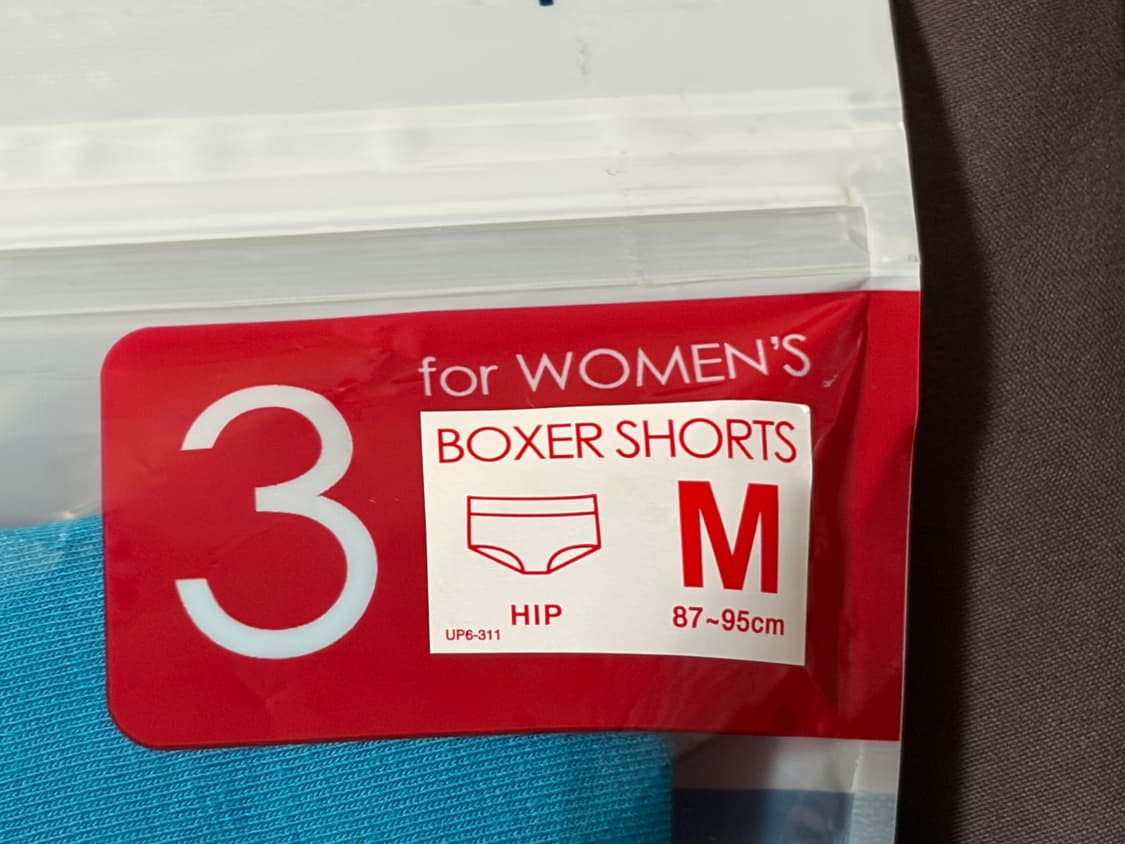 3
for WOMEN'S
BOXER SHORTS
M
HIP
87~95cm
UP6-311